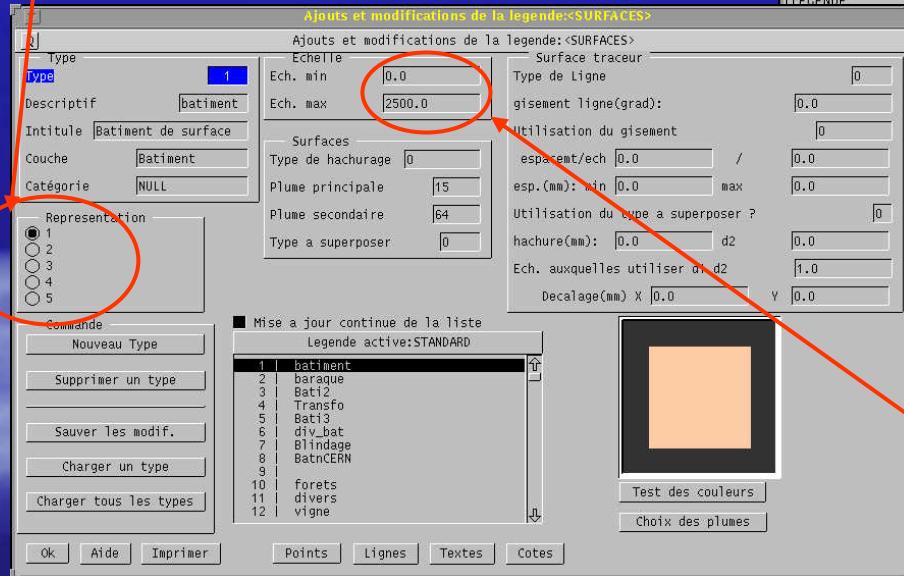 LEGENDE
Ajouts et modifications de la legende:<SURFACES>
Ajouts et modifications de la legende:<SURFACES>
Type
Type 1
Descriptif batiment
Intitule Batiment de surface
Couche Batiment
Catégorie NULL
Echelle
Ech. min 0.0
Ech. max 2500.0
Surfaces
Type de hachurage 0
Plume principale 15
Plume secondaire 64
Type a superposer 0
Surface traceur
Type de Ligne 0
gisement ligne(grad): 0.0
Utilisation du gisement 0
espacemt/ech 0.0 / 0.0
esp.(mm): min 0.0 max 0.0
Utilisation du type a superposer ? 0
hachure(mm): 0.0 d2 0.0
Ech. auxquelles utiliser d1 d2 1.0
Decalage(mm) X 0.0 Y 0.0
Representation
1
2
3
4
5
Commande
Nouveau Type
Supprimer un type
Sauver les modif.
Charger un type
Charger tous les types
Mise a jour continue de la liste
Legende active:STANDARD
1 | batiment
2 | baraque
3 | Bati2
4 | Transfo
5 | Bati3
6 | div_bat
7 | Blindage
8 | BatnCERN
9 |
10 | forets
11 | divers
12 | vigne
Test des couleurs
Choix des plumes
Ok Aide Imprimer Points Lignes Textes Cotes